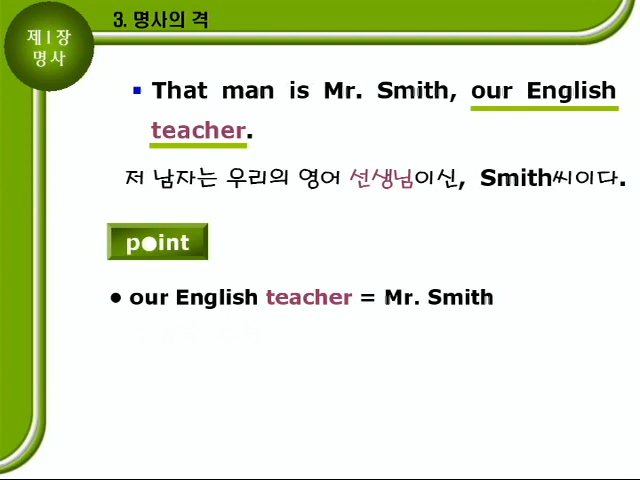 3. 명사의 격
제 I 장
명사
▪ That man is Mr. Smith, our English
teacher.
저 남자는 우리의 영어 선생님이신, Smith씨이다.
point
● our English teacher = Mr. Smith